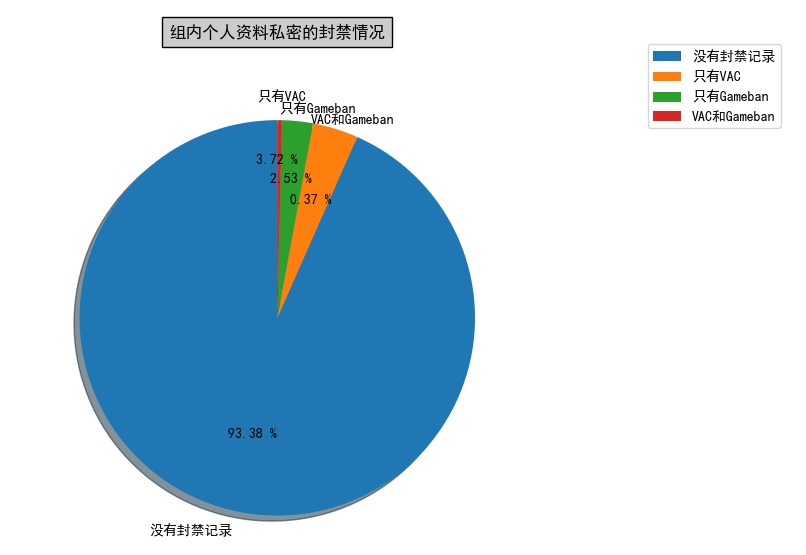 组内个人资料私密的封禁情况
没有封禁记录
只有VAC
只有Gameban
VAC和Gameban
只有VAC
只有Gameban
VAC和Gameban
3.72 %
2.53 %
0.37 %
93.38 %
没有封禁记录